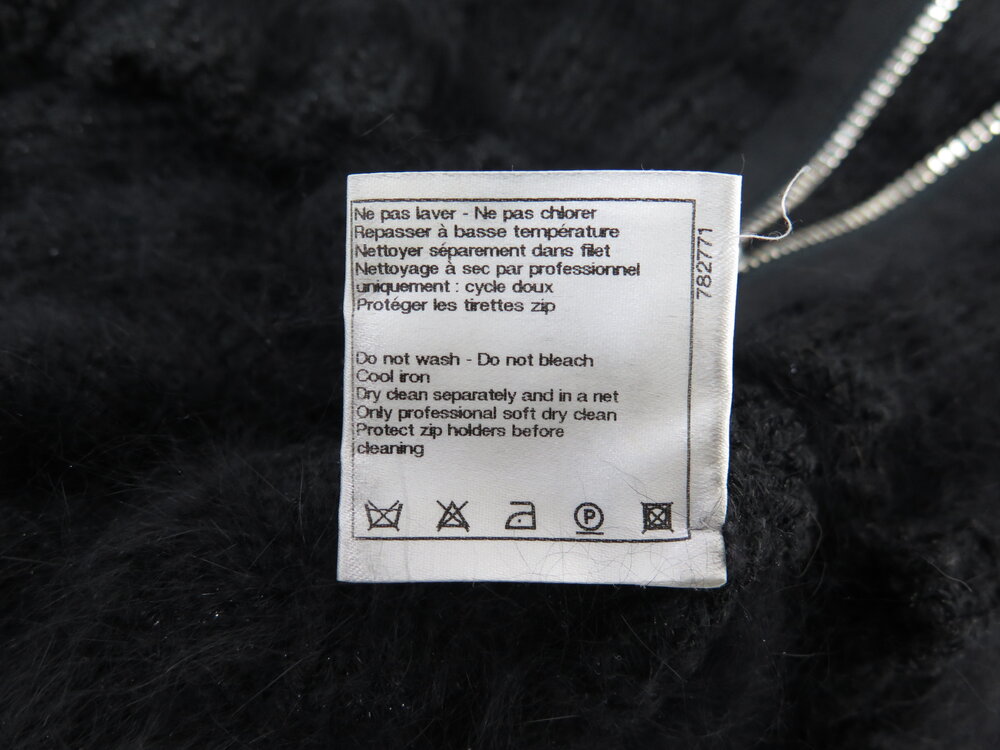 Ne pas laver - Ne pas chlorer
Repasser à basse température
Nettoyer séparement dans filet
Nettoyage à sec par professionnel
uniquement : cycle doux
Protéger les tirettes zip
Do not wash - Do not bleach
Cool iron
Dry clean separately and in a net
Only professional soft dry clean
Protect zip holders before
cleaning
P
782771